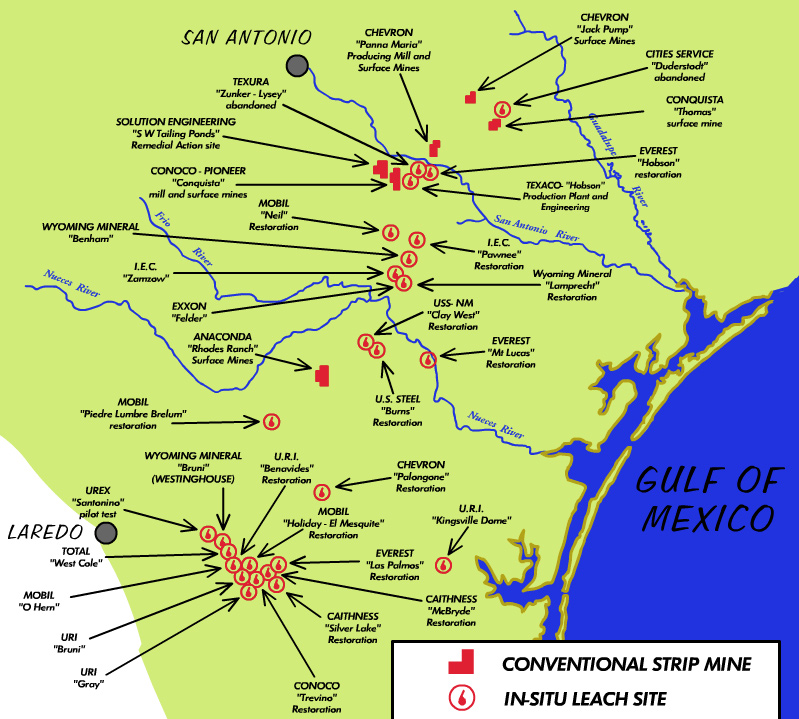 SAN ANTONIO
CHEVRON
"Panna Maria"
Producing Mill and
Surface Mines
CHEVRON
"Jack Pump"
Surface Mines
CITIES SERVICE
"Duderstodt"
abandoned
TEXURA
"Zunker - Lysey"
abandoned
CONQUISTA
"Thomas"
surface mine
SOLUTION ENGINEERING
"S W Tailing Ponds"
Remedial Action site
Guadalupe
River
EVEREST
"Hobson"
restoration
CONOCO - PIONEER
"Conquista"
mill and surface mines
TEXACO- "Hobson"
Production Plant and
Engineering
MOBIL
"Neil"
Restoration
Frio
River
San Antonio River
WYOMING MINERAL
"Benham"
I.E.C.
"Pawnee"
Restoration
I.E.C.
"Zamzow"
Wyoming Mineral
"Lamprecht"
Restoration
Nueces River
EXXON
"Felder"
USS- NM
"Clay West"
Restoration
ANACONDA
"Rhodes Ranch"
Surface Mines
EVEREST
"Mt Lucas"
Restoration
U.S. STEEL
"Burns"
Restoration
MOBIL
"Piedre Lumbre Brelum"
restoration
Nueces River
WYOMING MINERAL
"Bruni"
(WESTINGHOUSE)
U.R.I.
"Benavides"
Restoration
CHEVRON
"Palongone"
Restoration
GULF OF
MEXICO
UREX
"Santonino"
pilot test
MOBIL
"Holiday - El Mesquite"
Restoration
U.R.I.
"Kingsville Dome"
LAREDO
TOTAL
"West Cole"
EVEREST
"Las Palmas"
Restoration
MOBIL
"O Hern"
CAITHNESS
"McBryde"
Restoration
CAITHNESS
"Silver Lake"
Restoration
URI
"Bruni"
URI
"Gray"
CONOCO
"Trevino"
Restoration
CONVENTIONAL STRIP MINE
IN-SITU LEACH SITE